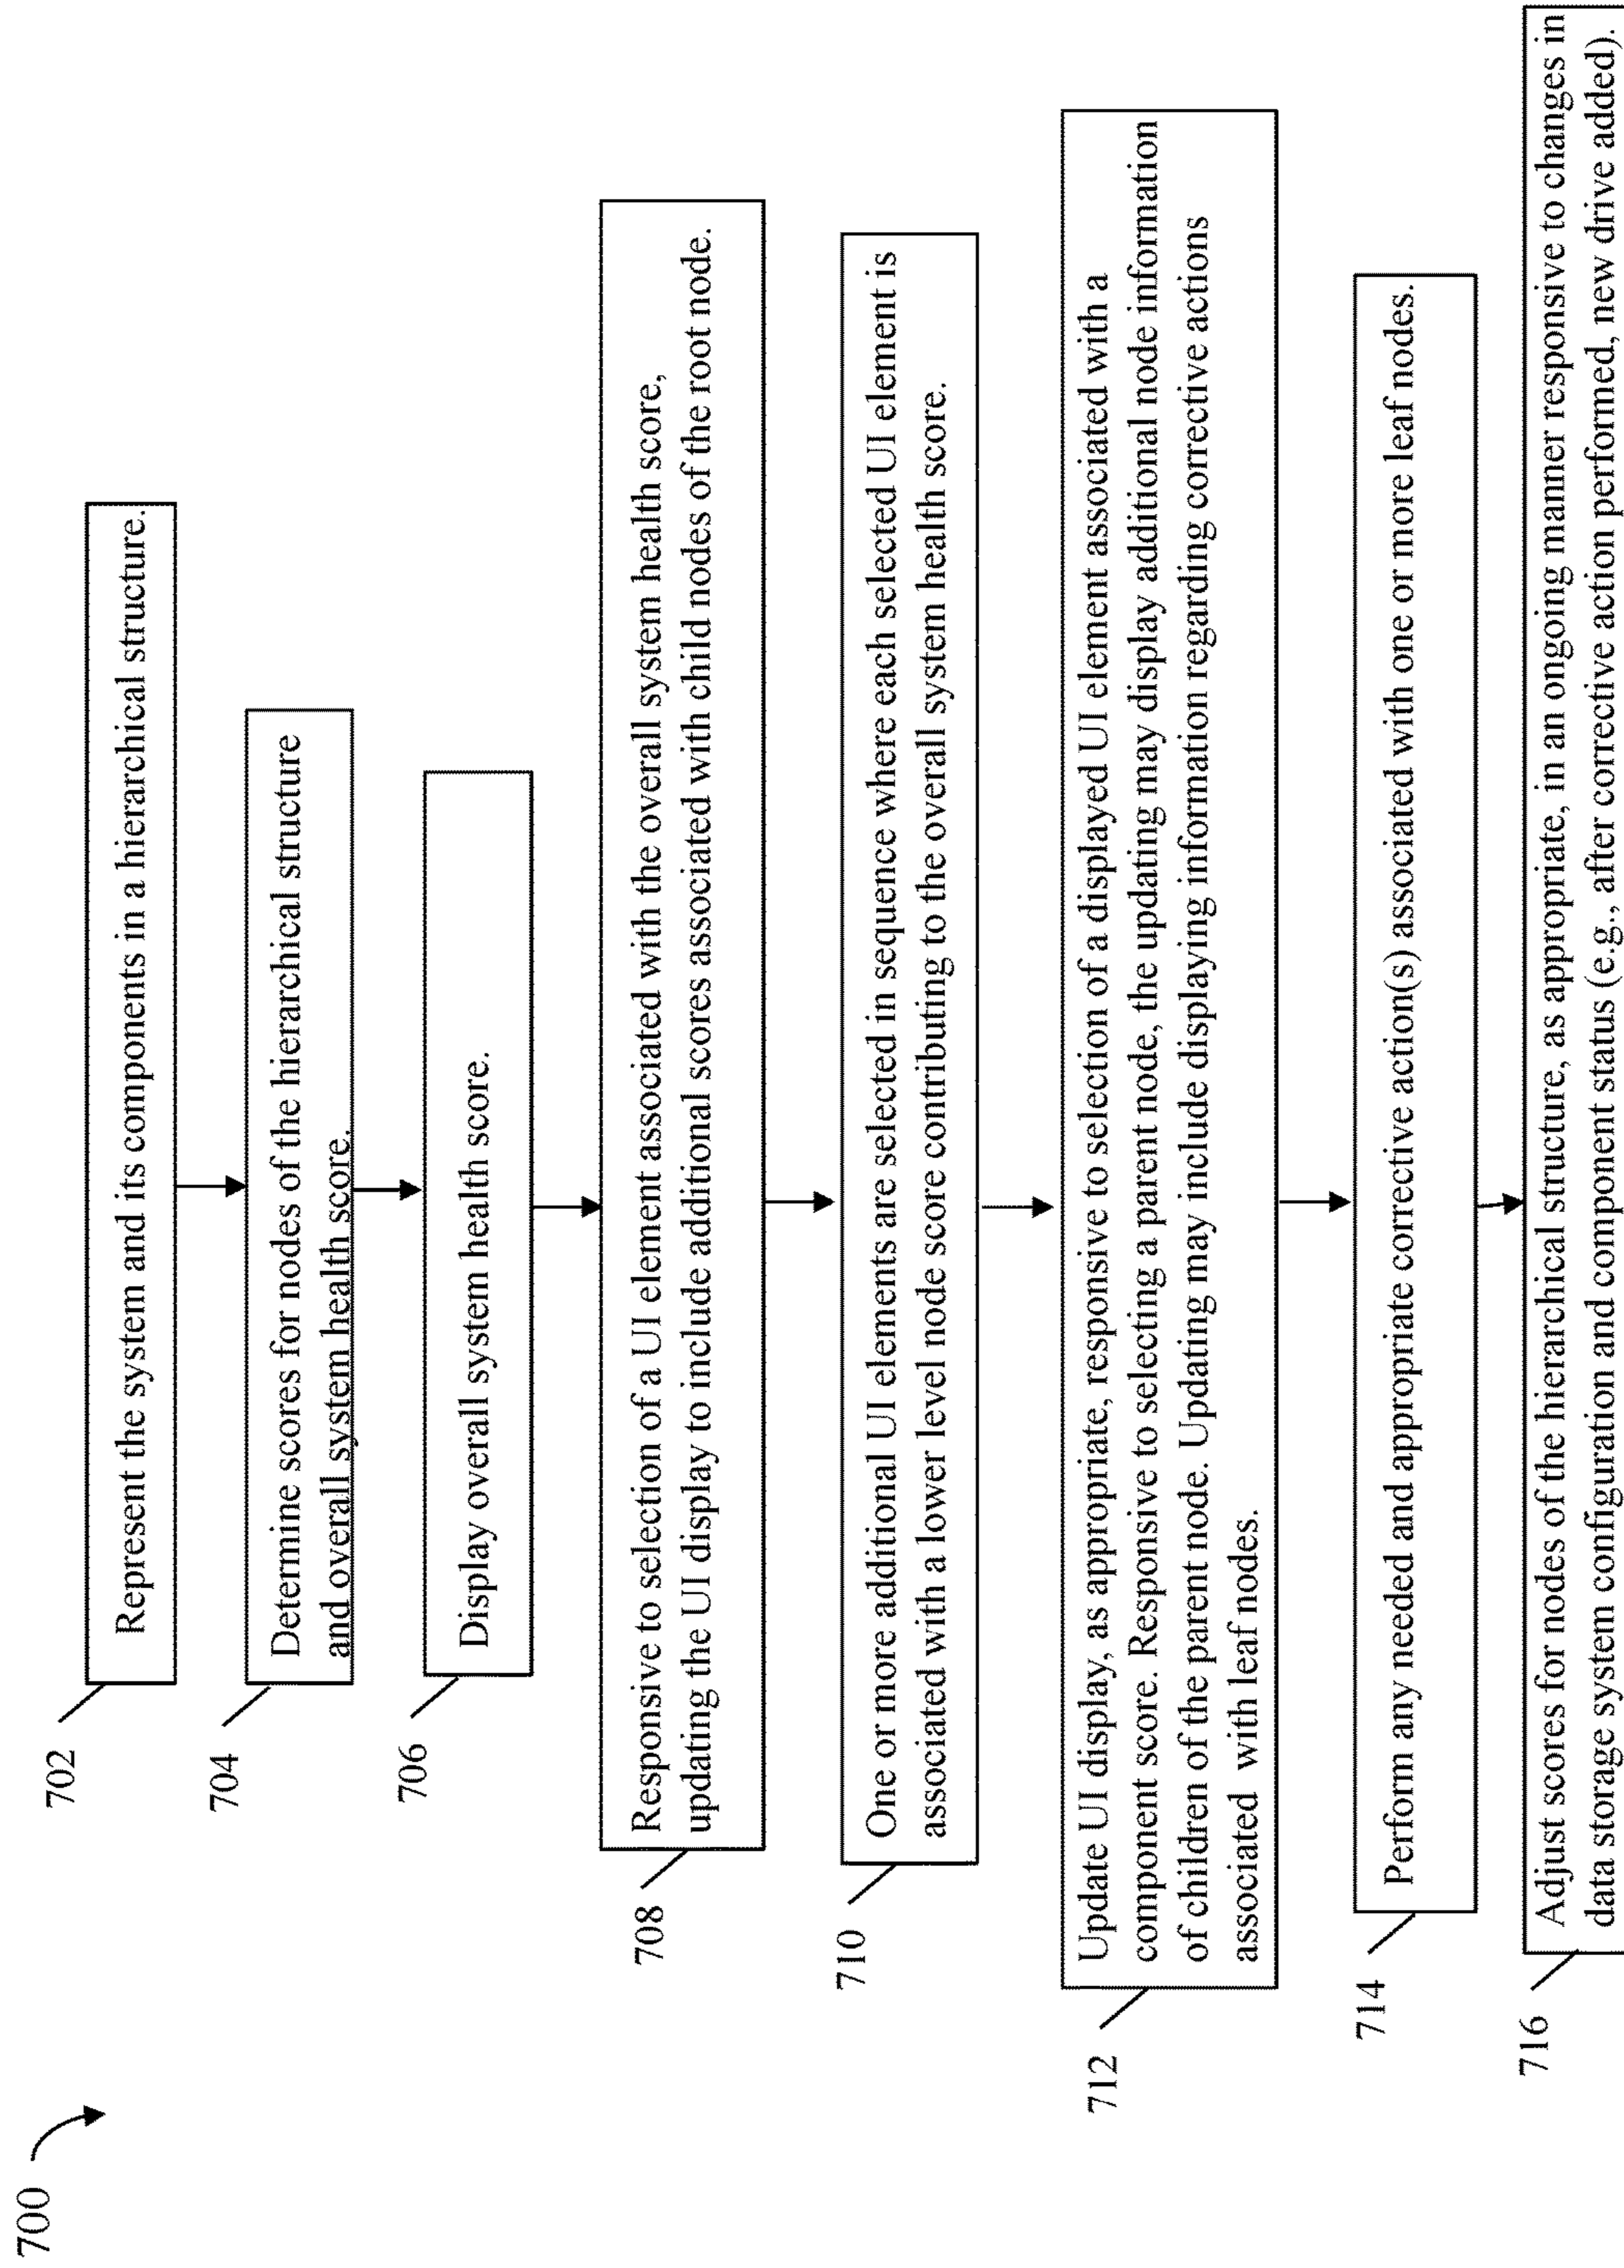 700
702
Represent the system and its components in a hierarchical structure.
704
Determine scores for nodes of the hierarchical structure
and overall system health score.
706
Display overall system health score.
708
Responsive to selection of a UI element associated with the overall system health score,
updating the UI display to include additional scores associated with child nodes of the root node.
710
One or more additional UI elements are selected in sequence where each selected UI element is
associated with a lower level node score contributing to the overall system health score.
712
Update UI display, as appropriate, responsive to selection of a displayed UI element associated with a
component score. Responsive to selecting a parent node, the updating may display additional node information
of children of the parent node. Updating may include displaying information regarding corrective actions
associated with leaf nodes.
714
Perform any needed and appropriate corrective action(s) associated with one or more leaf nodes.
716
Adjust scores for nodes of the hierarchical structure, as appropriate, in an ongoing manner responsive to changes in
data storage system configuration and component status (e.g., after corrective action performed, new drive added).